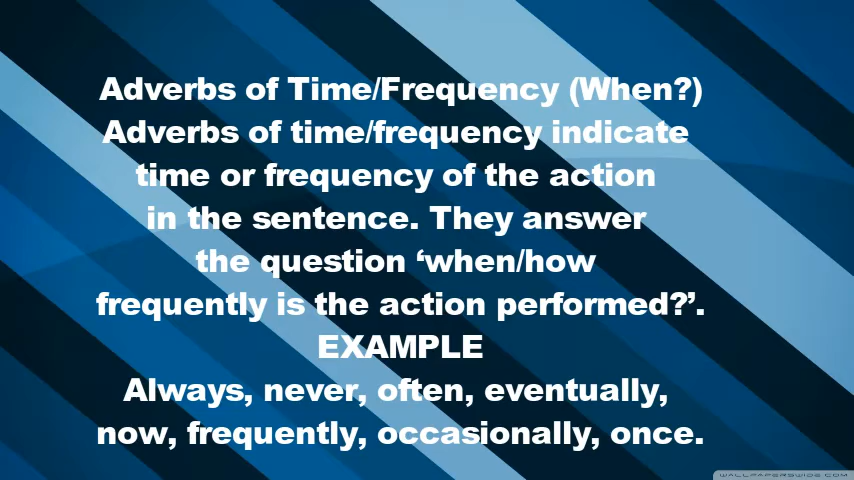 Adverbs of Time/Frequency (When?)
Adverbs of time/frequency indicate
time or frequency of the action
in the sentence. They answer
the question ‘when/how
frequently is the action performed?’.
EXAMPLE
Always, never, often, eventually,
now, frequently, occasionally, once.
WALLPAPERSWIDE.COM